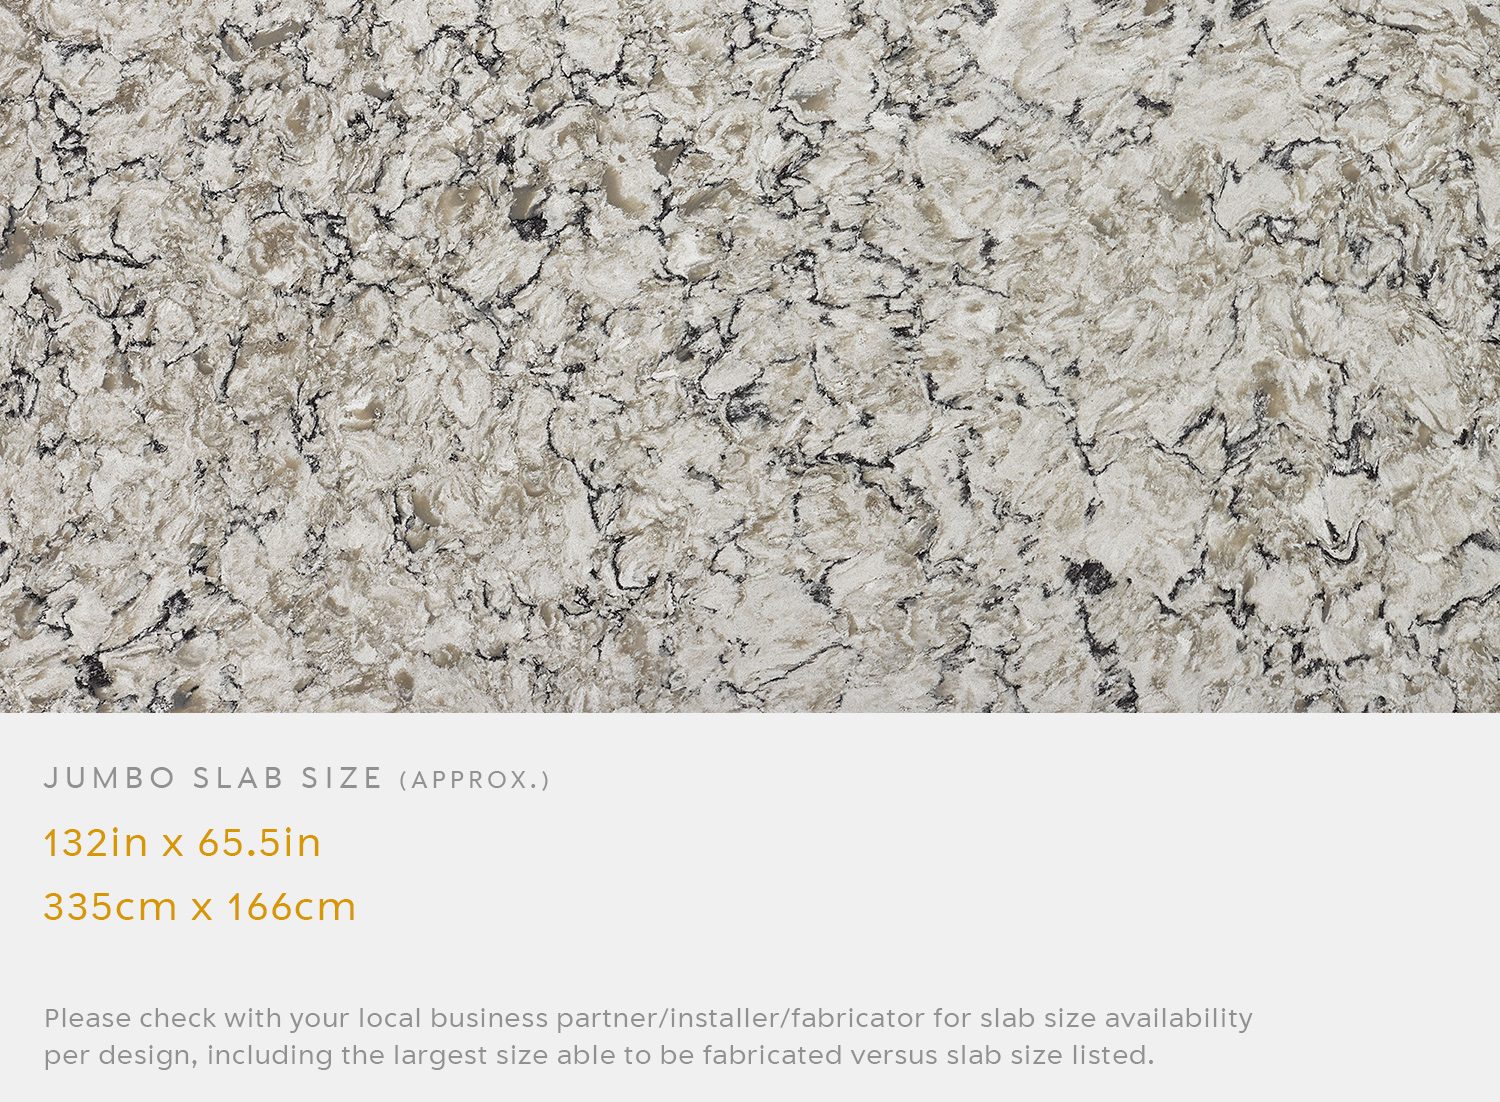 JUMBO SLAB SIZE (APPROX.)
132in x 65.5in
335cm x 166cm
Please check with your local business partner/installer/fabricator for slab size availability
per design, including the largest size able to be fabricated versus slab size listed.